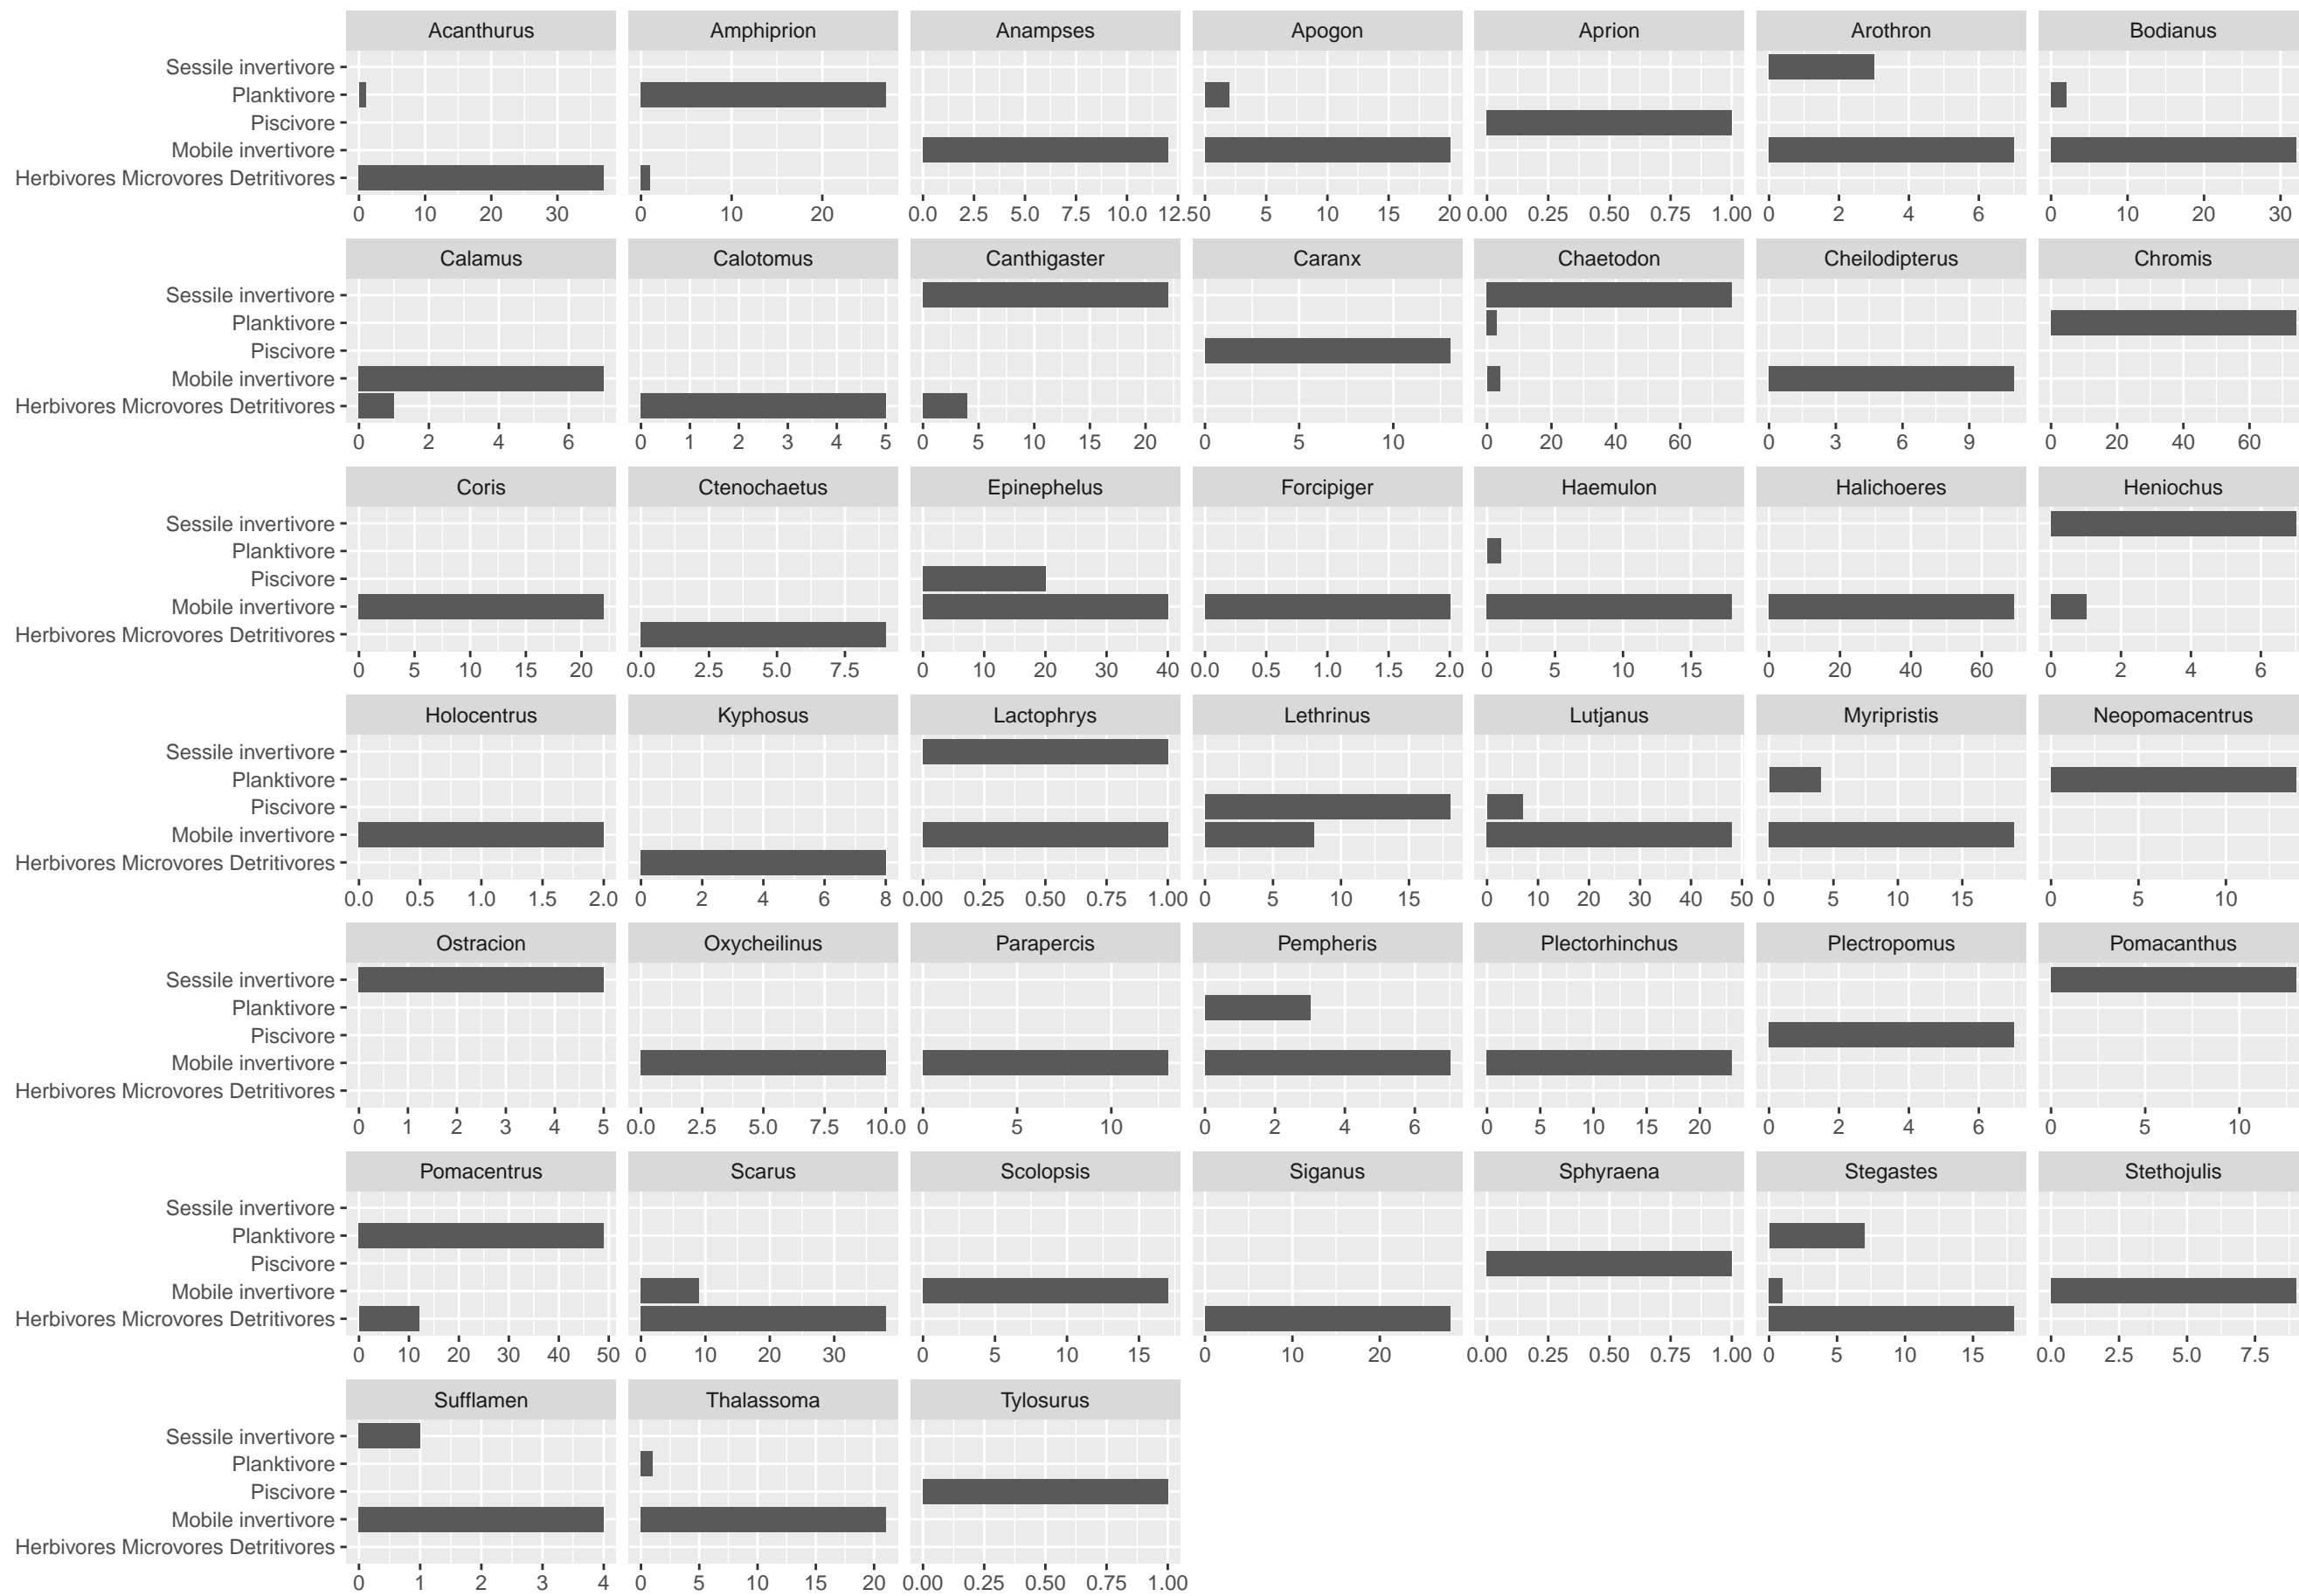 Acanthurus Amphiprion Anampses Apogon Aprion Arothron Bodianus
Sessile invertivore
Planktivore
Piscivore
Mobile invertivore
Herbivores Microvores Detritivores
0 10 20 30 0 10 20 0.0 2.5 5.0 7.5 10.0 12.5 0 5 10 15 20 0.00 0.25 0.50 0.75 1.00 0 2 4 6 0 10 20 30
Calamus Calotomus Canthigaster Caranx Chaetodon Cheilodipterus Chromis
Sessile invertivore
Planktivore
Piscivore
Mobile invertivore
Herbivores Microvores Detritivores
0 2 4 6 0 1 2 3 4 5 0 5 10 15 20 0 5 10 0 20 40 60 0 3 6 9 0 20 40 60
Coris Ctenochaetus Epinephelus Forcipiger Haemulon Halichoeres Heniochus
Sessile invertivore
Planktivore
Piscivore
Mobile invertivore
Herbivores Microvores Detritivores
0 5 10 15 20 0.0 2.5 5.0 7.5 0 10 20 30 40 0.0 0.5 1.0 1.5 2.0 0 5 10 15 0 20 40 60 0 2 4 6
Holocentrus Kyphosus Lactophrys Lethrinus Lutjanus Myripristis Neopomacentrus
Sessile invertivore
Planktivore
Piscivore
Mobile invertivore
Herbivores Microvores Detritivores
0.0 0.5 1.0 1.5 2.0 0 2 4 6 8 0.00 0.25 0.50 0.75 1.00 0 5 10 15 0 10 20 30 40 50 0 5 10 15 0 5 10
Ostracion Oxycheilinus Parapercis Pempheris Plectorhinchus Plectropomus Pomacanthus
Sessile invertivore
Planktivore
Piscivore
Mobile invertivore
Herbivores Microvores Detritivores
0 1 2 3 4 5 0.0 2.5 5.0 7.5 10.0 0 5 10 0 2 4 6 0 5 10 15 20 0 2 4 6 0 5 10
Pomacentrus Scarus Scolopsis Siganus Sphyraena Stegastes Stethojulis
Sessile invertivore
Planktivore
Piscivore
Mobile invertivore
Herbivores Microvores Detritivores
0 10 20 30 40 50 0 10 20 30 0 5 10 15 0 10 20 0.00 0.25 0.50 0.75 1.00 0 5 10 15 0.0 2.5 5.0 7.5
Sufflamen Thalassoma Tylosurus
Sessile invertivore
Planktivore
Piscivore
Mobile invertivore
Herbivores Microvores Detritivores
0 1 2 3 4 0 5 10 15 20 0.00 0.25 0.50 0.75 1.00